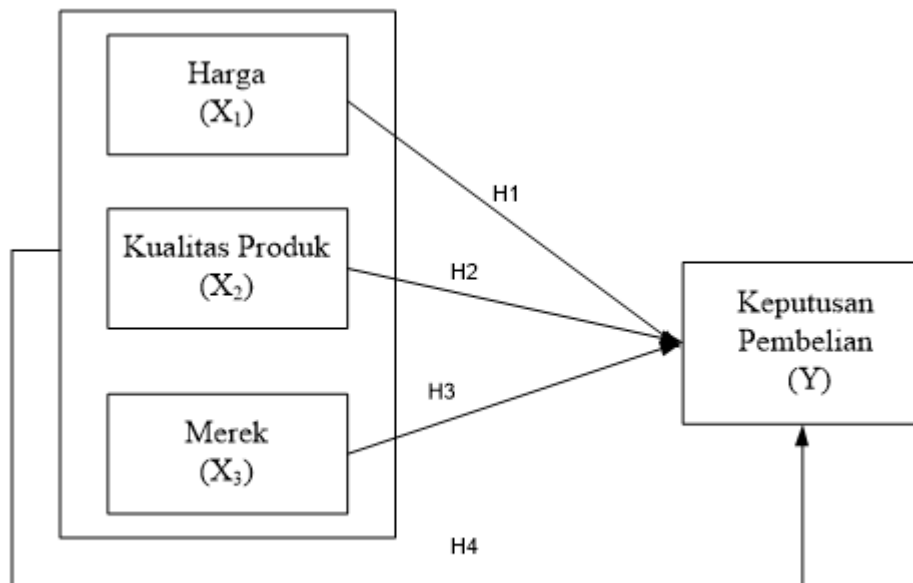 Harga
(X₁)
H1
Kualitas Produk
(X₂)
H2
Keputusan
Pembelian
(Y)
H3
Merek
(X₃)
H4